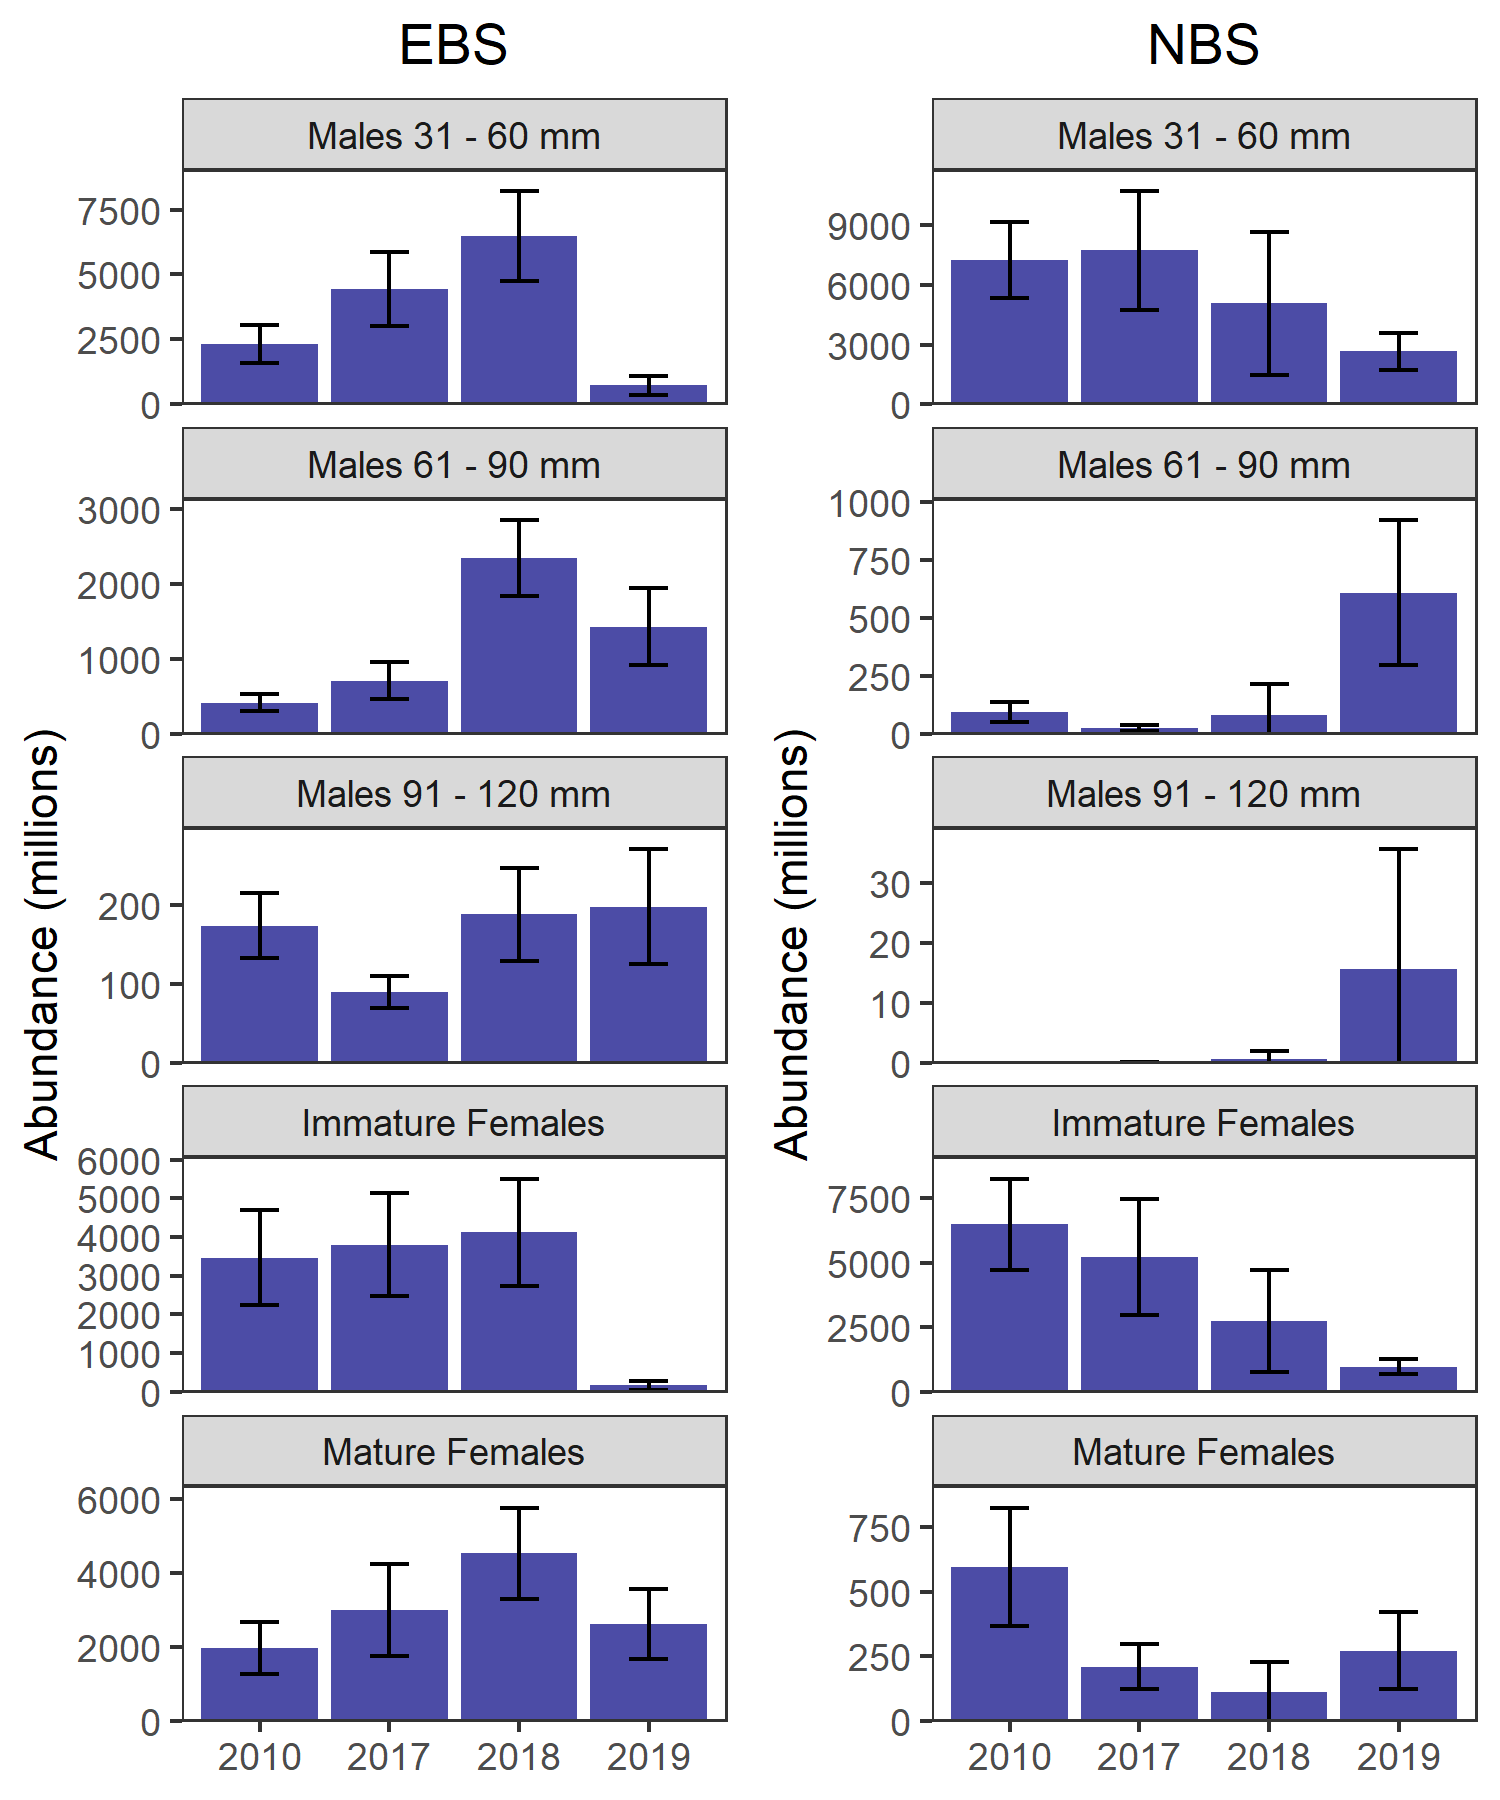 EBS
Males 31 - 60 mm
7500
5000
2500
0
Males 61 - 90 mm
3000
2000
1000
0
Males 91 - 120 mm
200
100
0
Immature Females
6000
5000
4000
3000
2000
1000
0
Mature Females
6000
4000
2000
0
2010 2017 2018 2019
Abundance (millions)
NBS
Males 31 - 60 mm
9000
6000
3000
0
Males 61 - 90 mm
1000
750
500
250
0
Males 91 - 120 mm
30
20
10
0
Immature Females
7500
5000
2500
0
Mature Females
750
500
250
0
2010 2017 2018 2019
Abundance (millions)